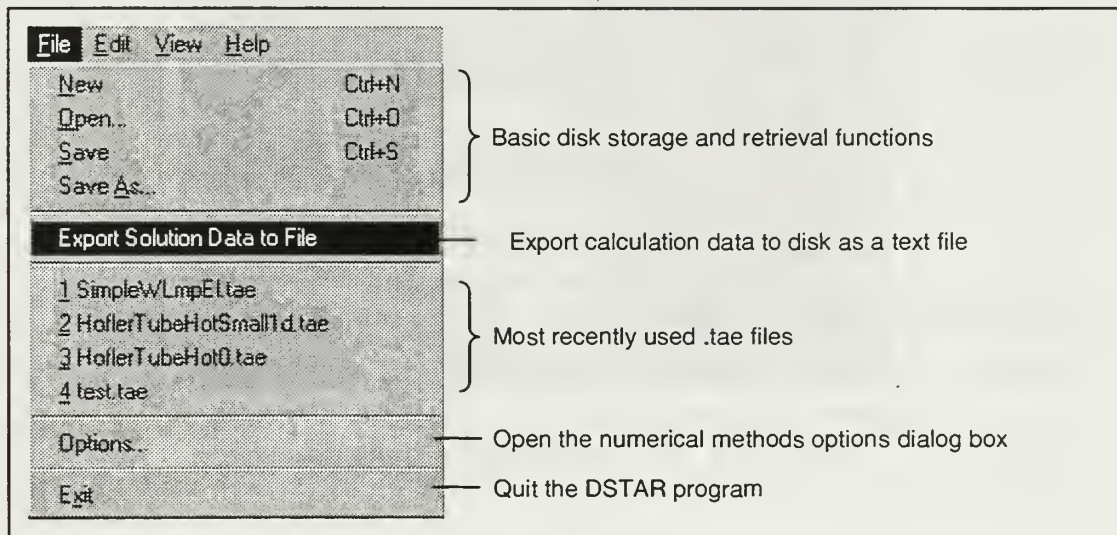 File Edit View Help
New Ctrl+N
Open... Ctrl+O
Save Ctrl+S
Save As...
Basic disk storage and retrieval functions
Export Solution Data to File
Export calculation data to disk as a text file
1 SimpleWLmpEl.tae
2 HoflerTubeHotSmall1d.tae
3 HoflerTubeHot0.tae
4 test.tae
Most recently used .tae files
Options...
Open the numerical methods options dialog box
Exit
Quit the DSTAR program